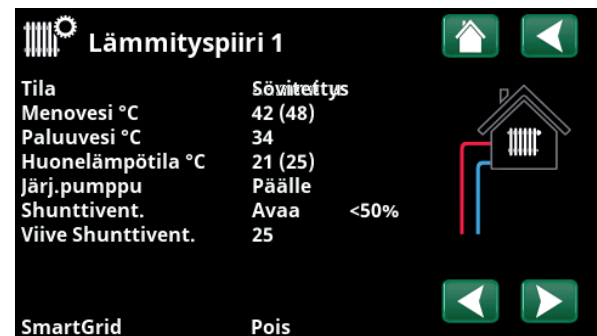 Lämmityspiiri 1
Tila
Menovesi °C 42 (48)
Paluuvesi °C 34
Huonelämpötila °C 21 (25)
Järj.pumppu Päälle
Shunttivent. Avaa <50%
Viive Shunttivent. 25
SmartGrid Pois